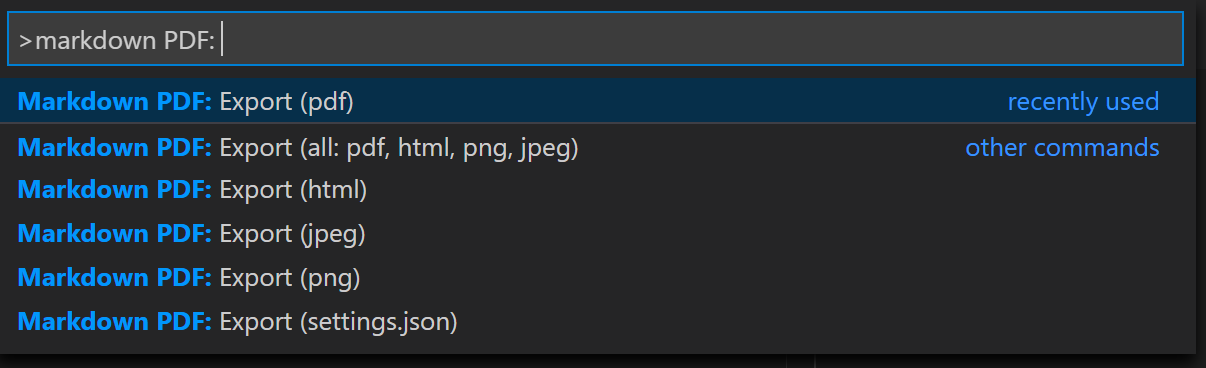 >markdown PDF:
Markdown PDF: Export (pdf) recently used
Markdown PDF: Export (all: pdf, html, png, jpeg) other commands
Markdown PDF: Export (html)
Markdown PDF: Export (jpeg)
Markdown PDF: Export (png)
Markdown PDF: Export (settings.json)